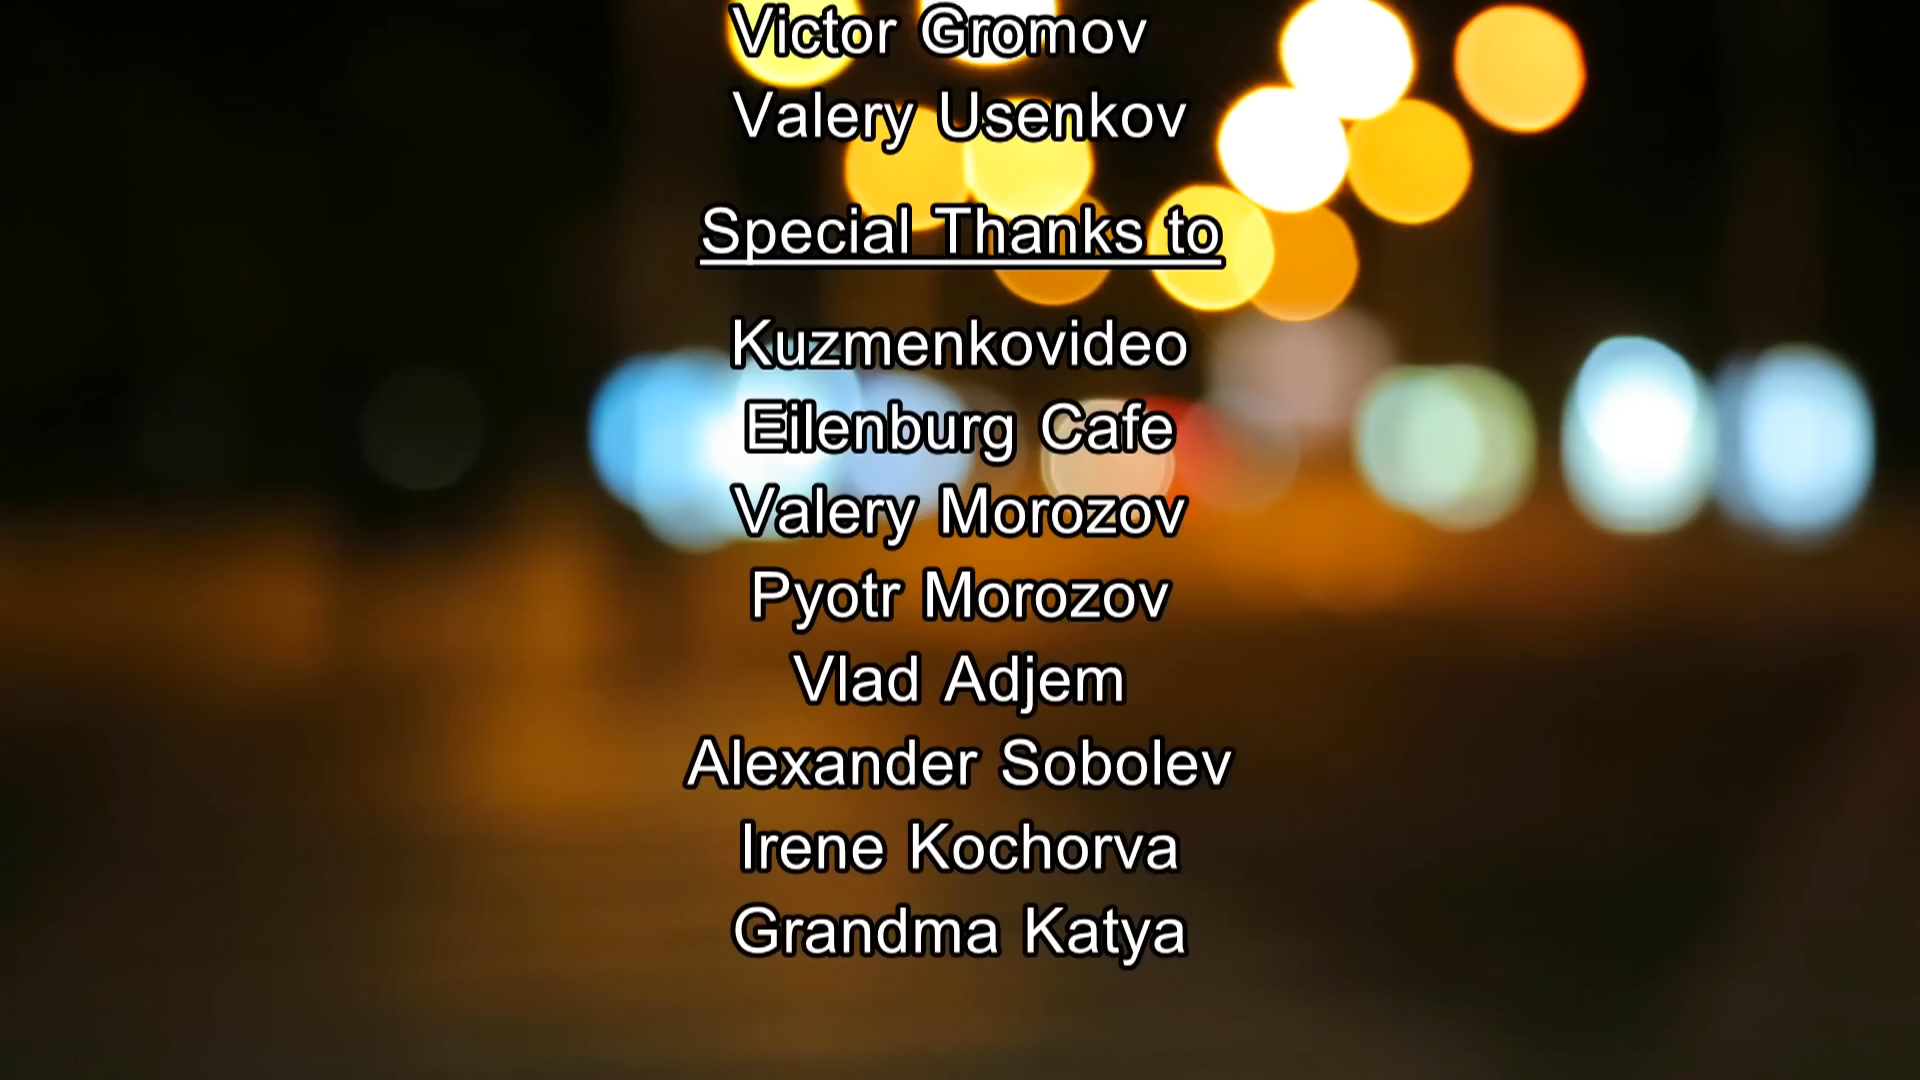 Victor Gromov
Valery Usenkov
Special Thanks to
Kuzmenkovideo
Eilenburg Cafe
Valery Morozov
Pyotr Morozov
Vlad Adjem
Alexander Sobolev
Irene Kochorva
Grandma Katya